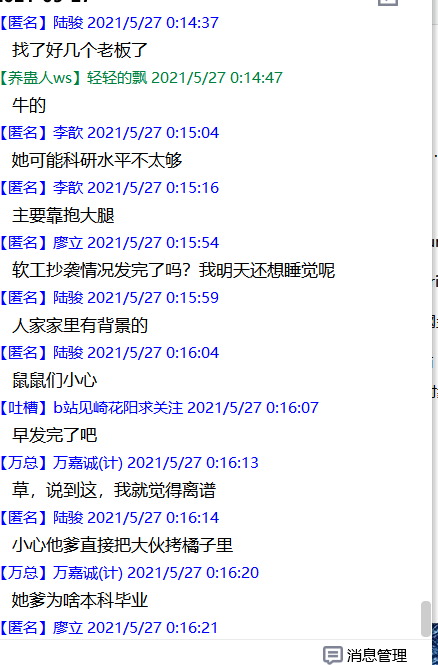 【匿名】陆骏 2021/5/27 0:14:37
找了好几个老板了
【养蛊人ws】轻轻的飘 2021/5/27 0:14:47
牛的
【匿名】李歆 2021/5/27 0:15:04
她可能科研水平不太够
【匿名】李歆 2021/5/27 0:15:16
主要靠抱大腿
【匿名】廖立 2021/5/27 0:15:54
软工抄袭情况发完了吗？我明天还想睡觉呢
【匿名】陆骏 2021/5/27 0:15:59
人家家里有背景的
【匿名】陆骏 2021/5/27 0:16:04
鼠鼠们小心
【吐槽】b站见崎花阳求关注 2021/5/27 0:16:07
早发完了吧
【万总】万嘉诚(计) 2021/5/27 0:16:13
草，说到这，我就觉得离谱
【匿名】陆骏 2021/5/27 0:16:14
小心他爹直接把大伙拷橘子里
【万总】万嘉诚(计) 2021/5/27 0:16:20
她爹为啥本科毕业
【匿名】廖立 2021/5/27 0:16:21
消息管理